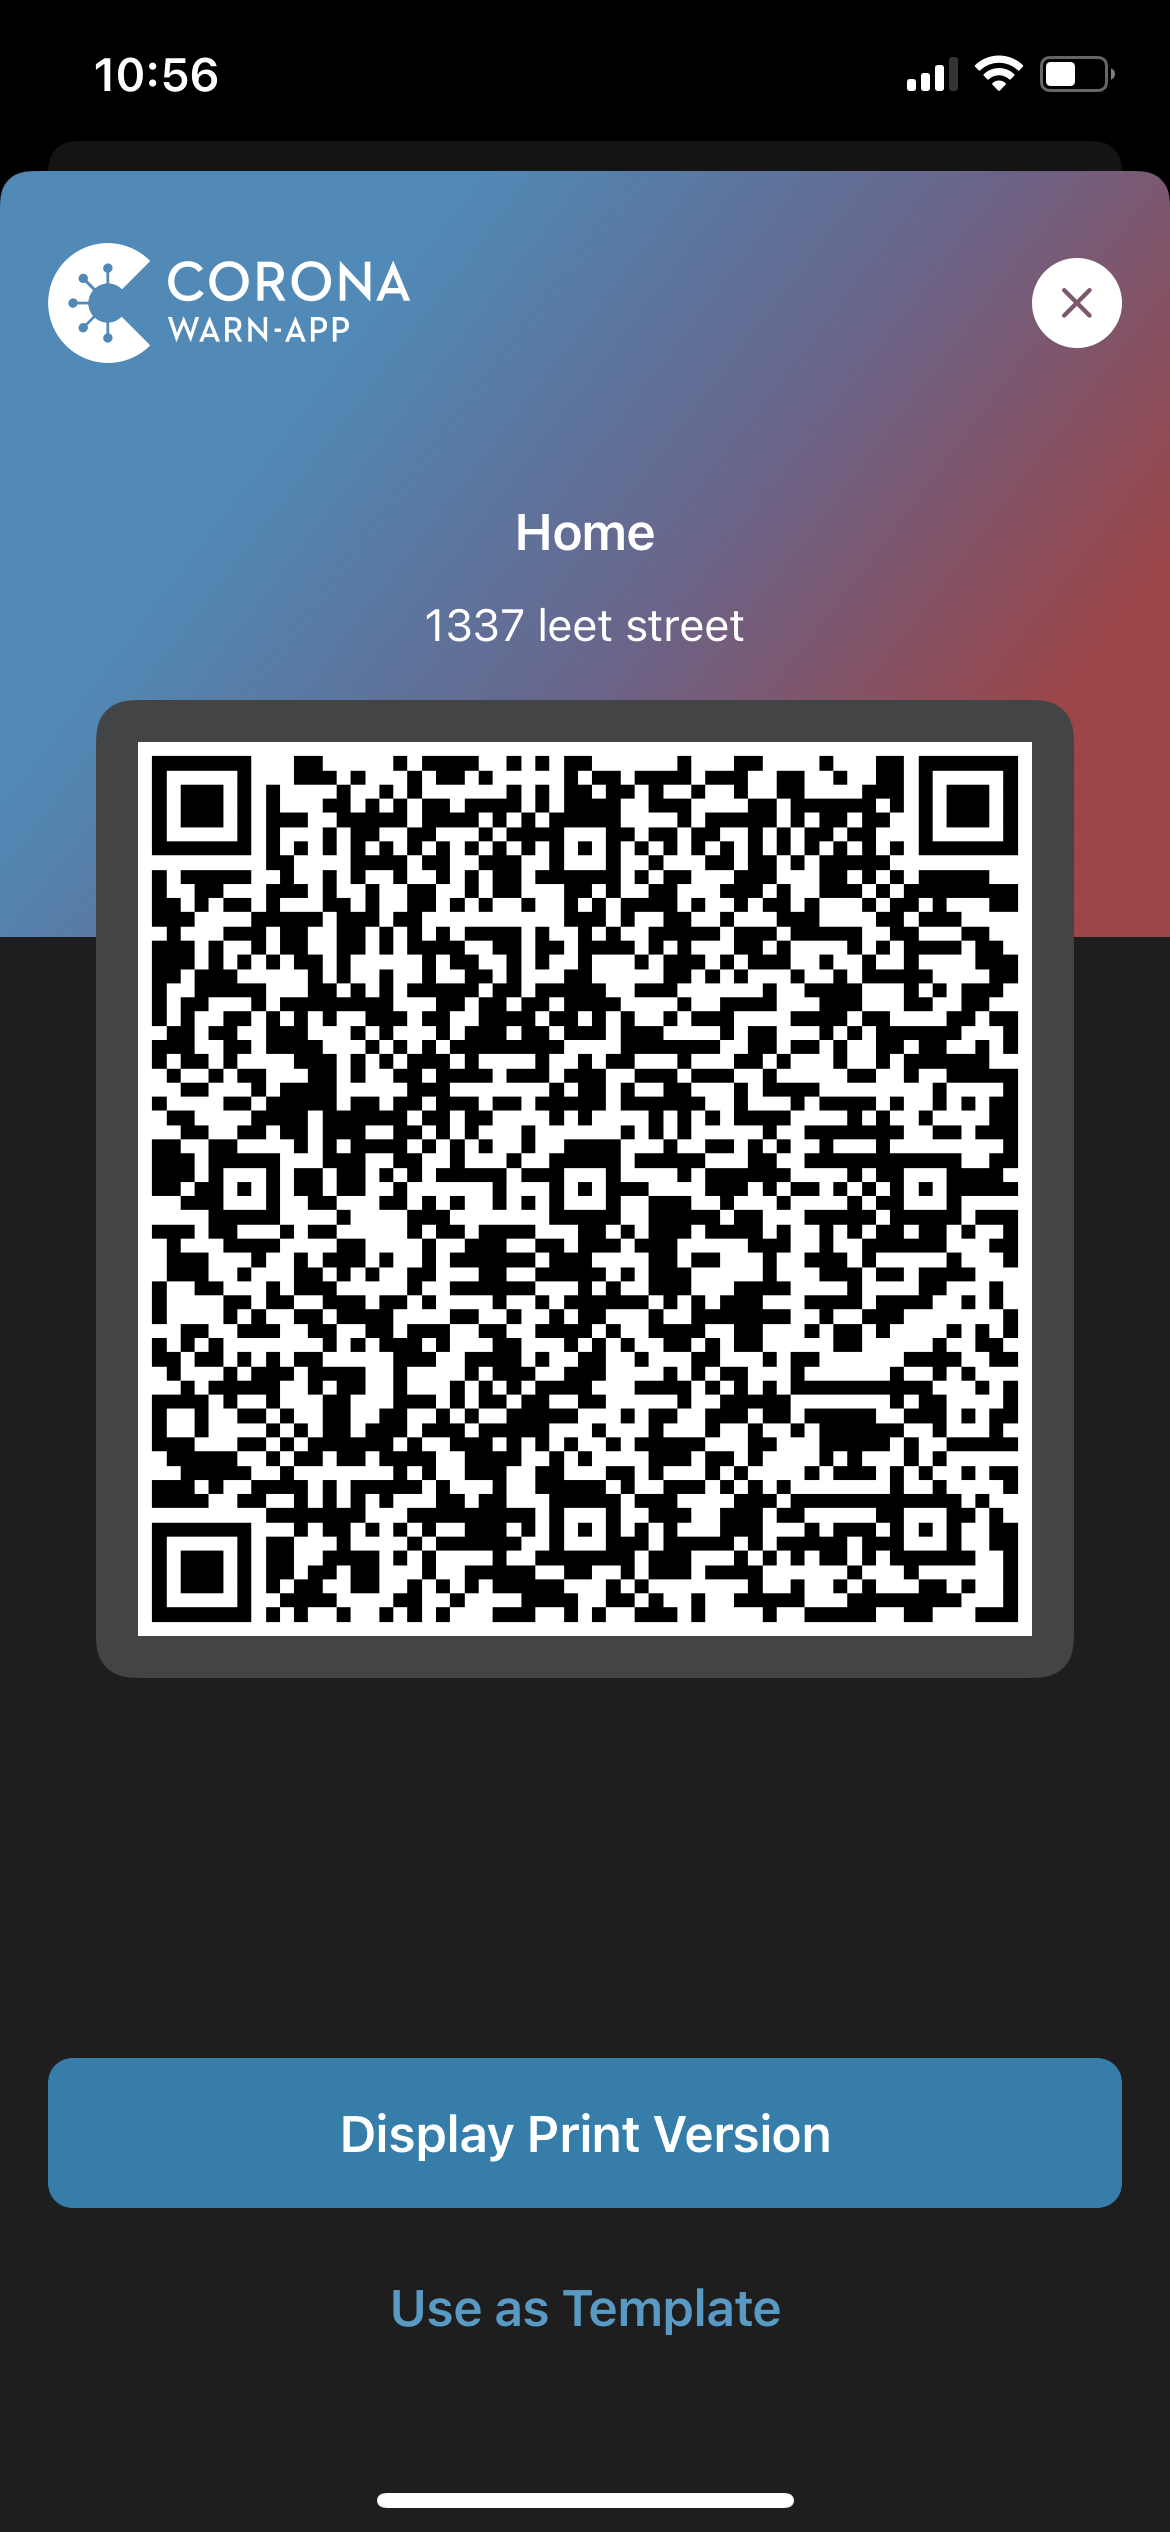 10:56
CORONA
WARN-APP
Home
1337 leet street
Display Print Version
Use as Template